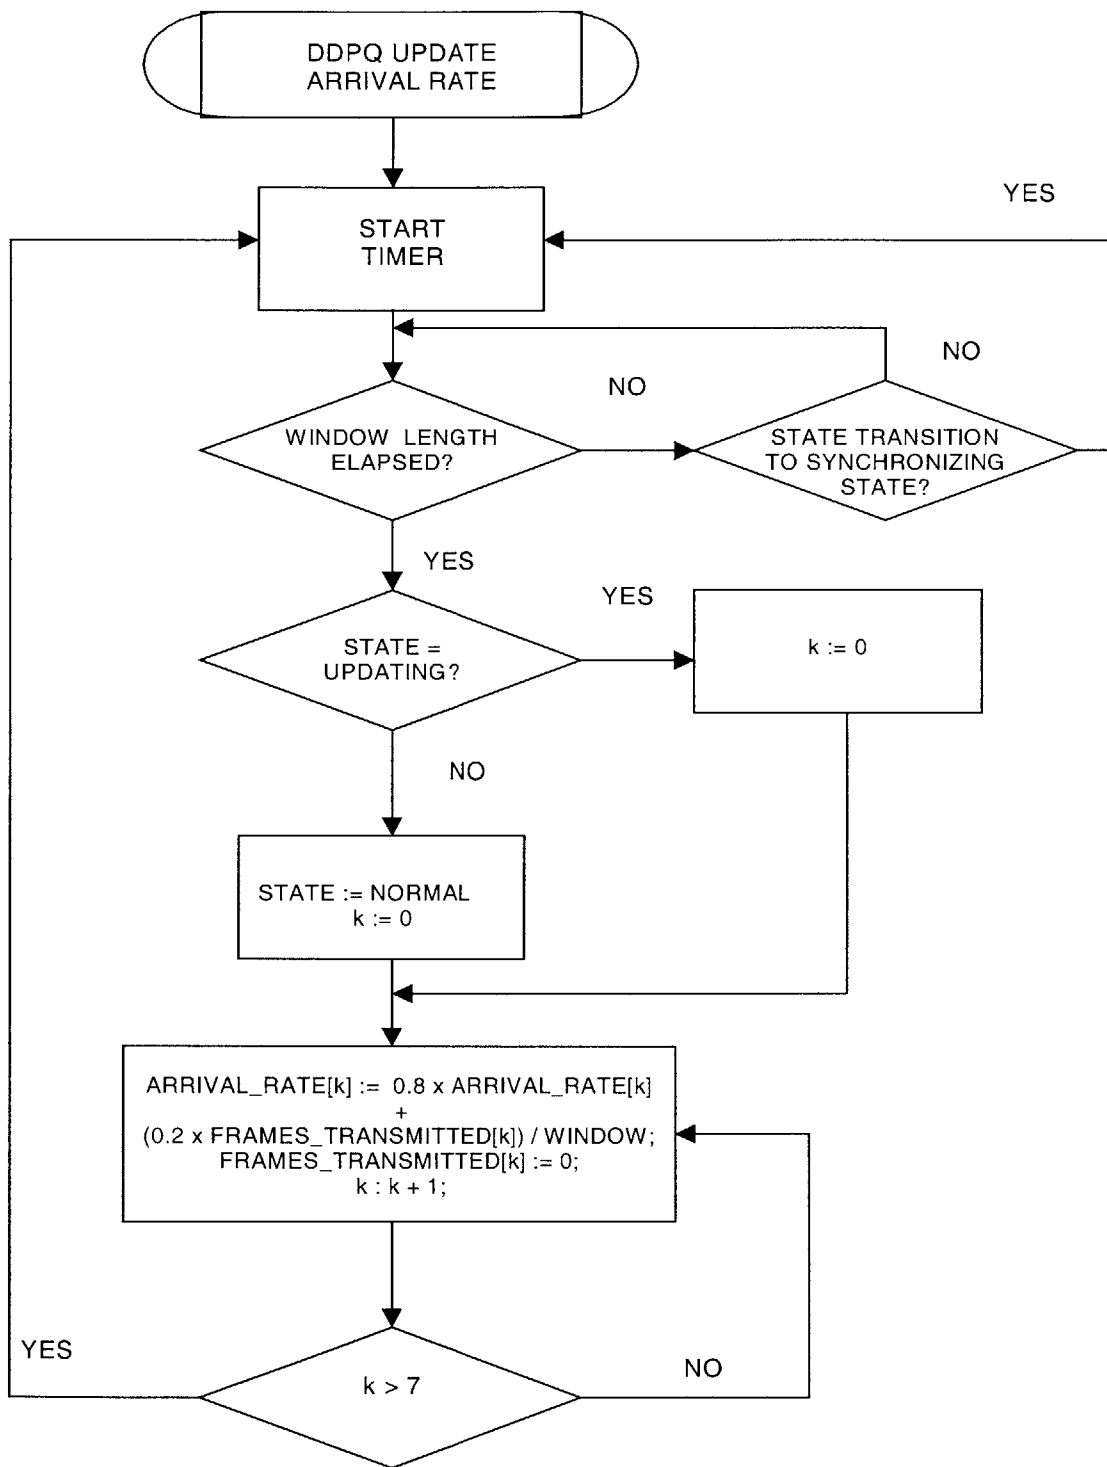 DDPQ UPDATE
ARRIVAL RATE
YES
START
TIMER
NO
NO
WINDOW LENGTH
ELAPSED?
STATE TRANSITION
TO SYNCHRONIZING
STATE?
YES
YES
STATE =
UPDATING?
k := 0
NO
STATE := NORMAL
k := 0
ARRIVAL_RATE[k] := 0.8 x ARRIVAL_RATE[k]
+
(0.2 x FRAMES_TRANSMITTED[k]) / WINDOW;
FRAMES_TRANSMITTED[k] := 0;
k : k + 1;
YES
NO
k > 7